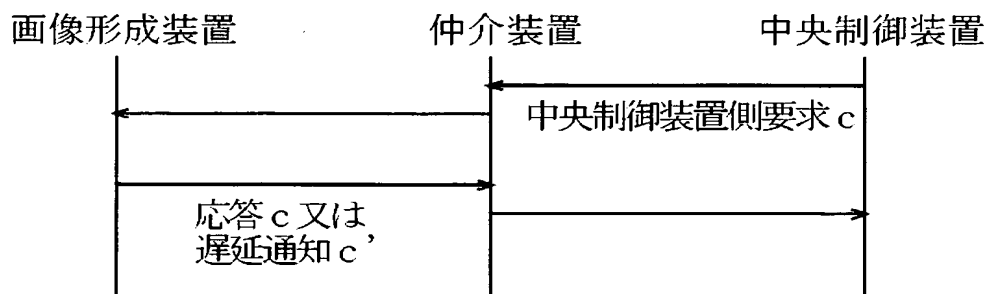 画像形成装置
仲介装置
中央制御装置
中央制御装置側要求c
応答c又は
遅延通知c’